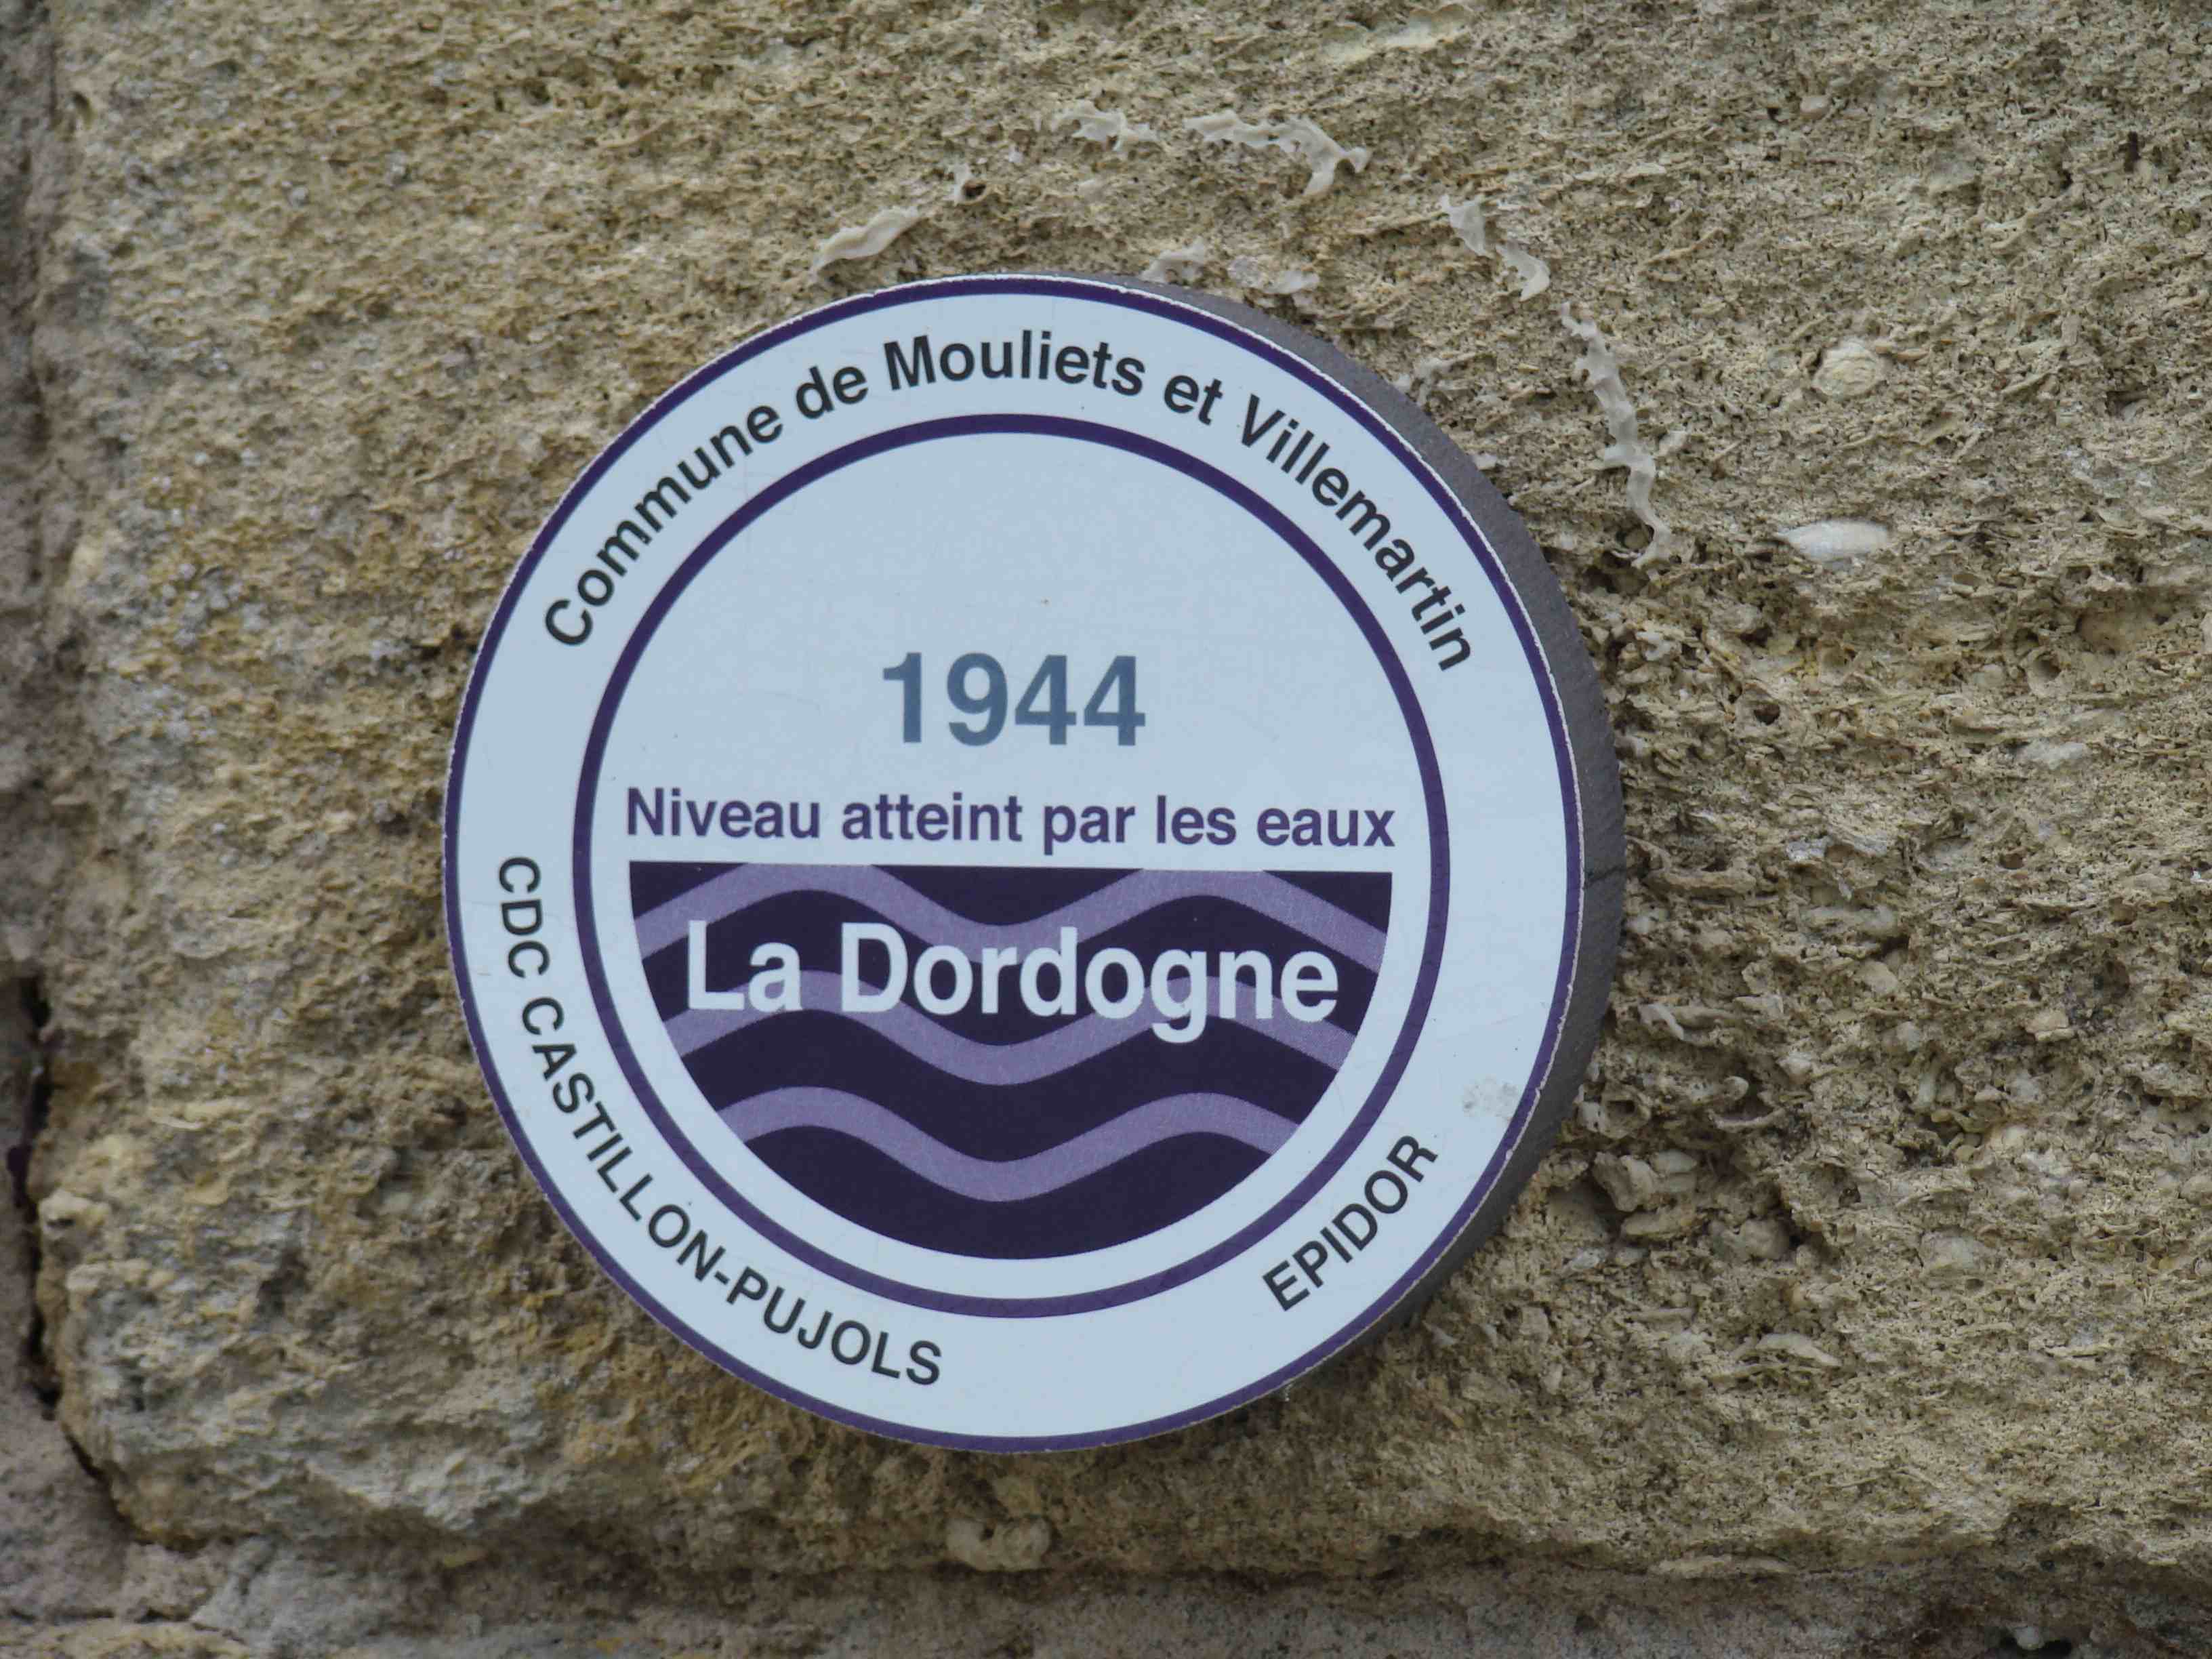 Commune de Mouliets et Villemartin
1944
Niveau atteint par les eaux
La Dordogne
CDC CASTILLON-PUJOLS
EPIDOR